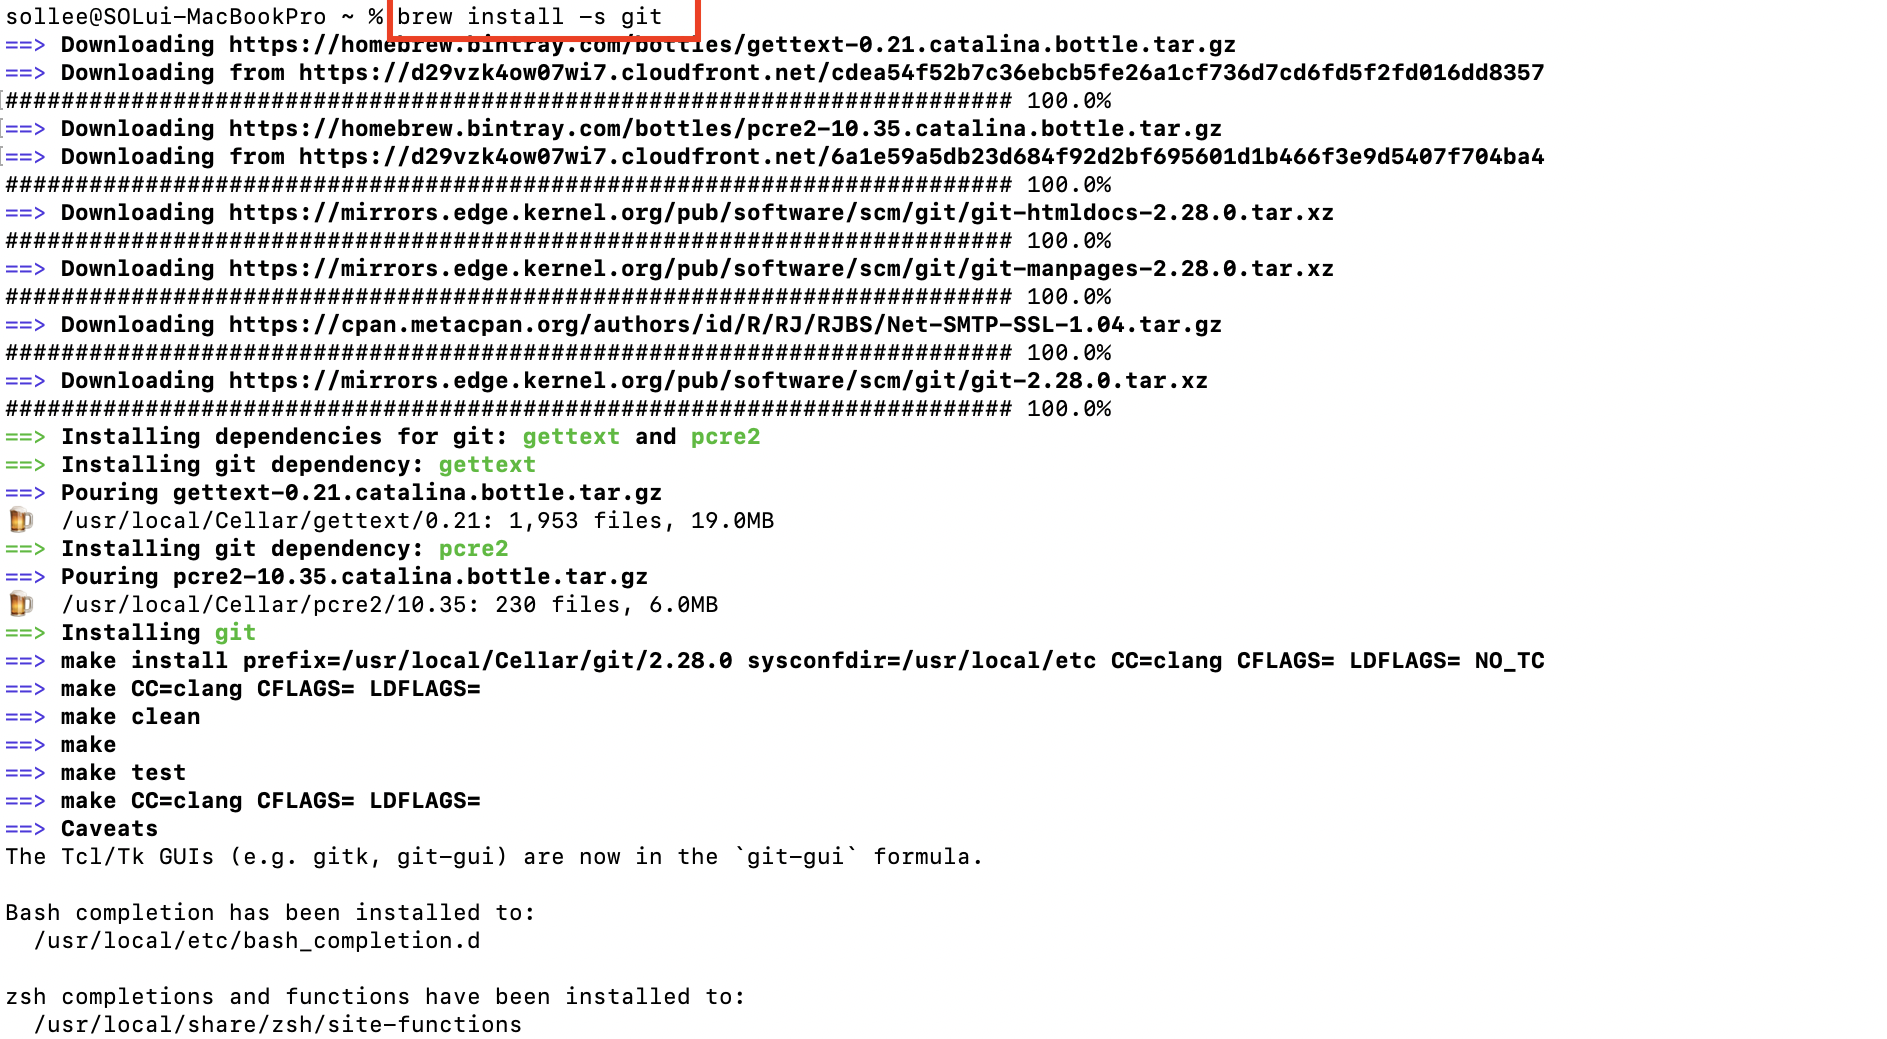 sollee@SOLui-MacBookPro ~ % brew install -s git
==> Downloading https://homebrew.bintray.com/bottles/gettext-0.21.catalina.bottle.tar.gz
==> Downloading from https://d29vzk4ow07wi7.cloudfront.net/cdea54f52b7c36ebcb5fe26a1cf736d7cd6fd5f2fd016dd8357
######################################################################## 100.0%
==> Downloading https://homebrew.bintray.com/bottles/pcre2-10.35.catalina.bottle.tar.gz
==> Downloading from https://d29vzk4ow07wi7.cloudfront.net/6a1e59a5db23d684f92d2bf695601d1b466f3e9d5407f704ba4
######################################################################## 100.0%
==> Downloading https://mirrors.edge.kernel.org/pub/software/scm/git/git-htmldocs-2.28.0.tar.xz
######################################################################## 100.0%
==> Downloading https://mirrors.edge.kernel.org/pub/software/scm/git/git-manpages-2.28.0.tar.xz
######################################################################## 100.0%
==> Downloading https://cpan.metacpan.org/authors/id/R/RJ/RJBS/Net-SMTP-SSL-1.04.tar.gz
######################################################################## 100.0%
==> Downloading https://mirrors.edge.kernel.org/pub/software/scm/git/git-2.28.0.tar.xz
######################################################################## 100.0%
==> Installing dependencies for git: gettext and pcre2
==> Installing git dependency: gettext
==> Pouring gettext-0.21.catalina.bottle.tar.gz
🍺  /usr/local/Cellar/gettext/0.21: 1,953 files, 19.0MB
==> Installing git dependency: pcre2
==> Pouring pcre2-10.35.catalina.bottle.tar.gz
🍺  /usr/local/Cellar/pcre2/10.35: 230 files, 6.0MB
==> Installing git
==> make install prefix=/usr/local/Cellar/git/2.28.0 sysconfdir=/usr/local/etc CC=clang CFLAGS= LDFLAGS= NO_TC
==> make CC=clang CFLAGS= LDFLAGS=
==> make clean
==> make
==> make test
==> make CC=clang CFLAGS= LDFLAGS=
==> Caveats
The Tcl/Tk GUIs (e.g. gitk, git-gui) are now in the `git-gui` formula.
Bash completion has been installed to:
  /usr/local/etc/bash_completion.d
zsh completions and functions have been installed to:
  /usr/local/share/zsh/site-functions